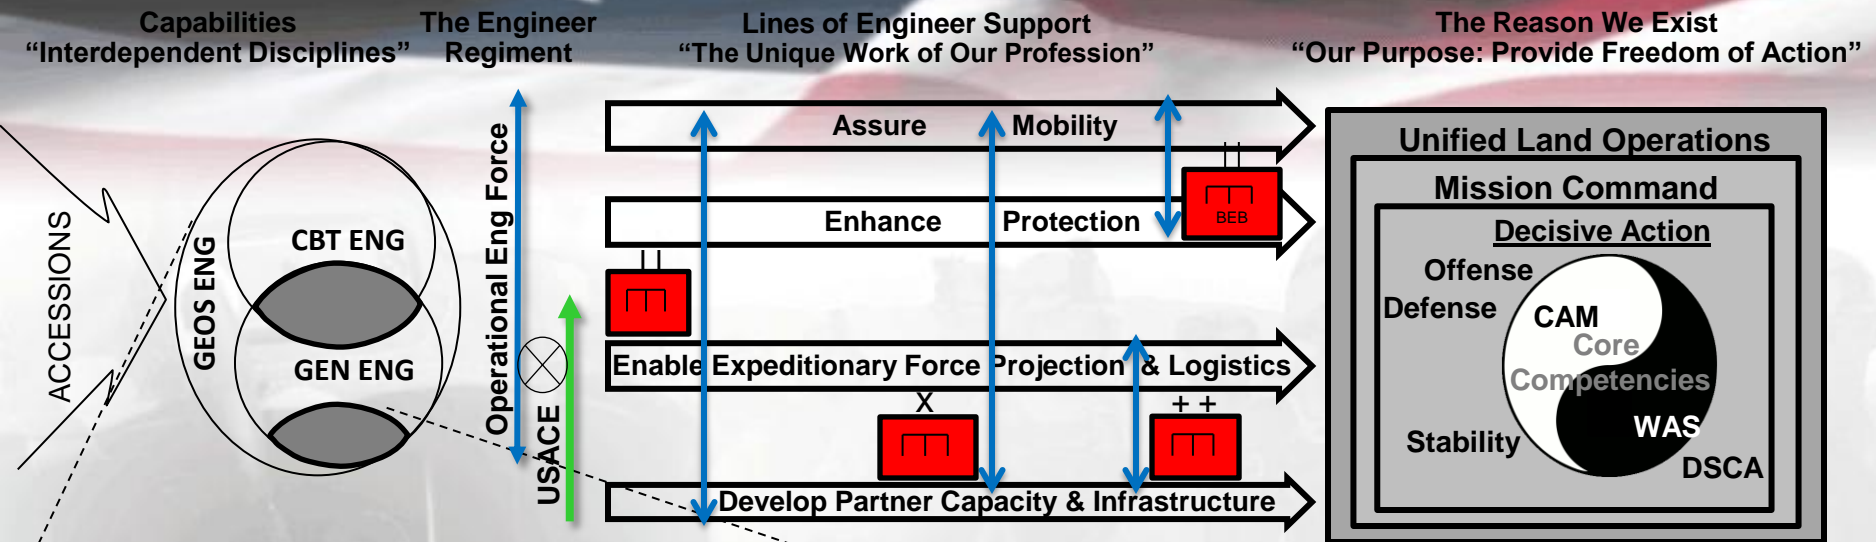 Capabilities
“Interdependent Disciplines”
The Engineer
Regiment
Lines of Engineer Support
“The Unique Work of Our Profession”
The Reason We Exist
“Our Purpose: Provide Freedom of Action”
ACCESSIONS
GEOS ENG
CBT ENG
GEN ENG
Operational Eng Force
USACE
Assure Mobility
Enhance Protection
BEB
Enable Expeditionary Force Projection & Logistics
X
+ +
Develop Partner Capacity & Infrastructure
Unified Land Operations
Mission Command
Decisive Action
Offense
Defense
CAM
Core
Competencies
WAS
Stability
DSCA